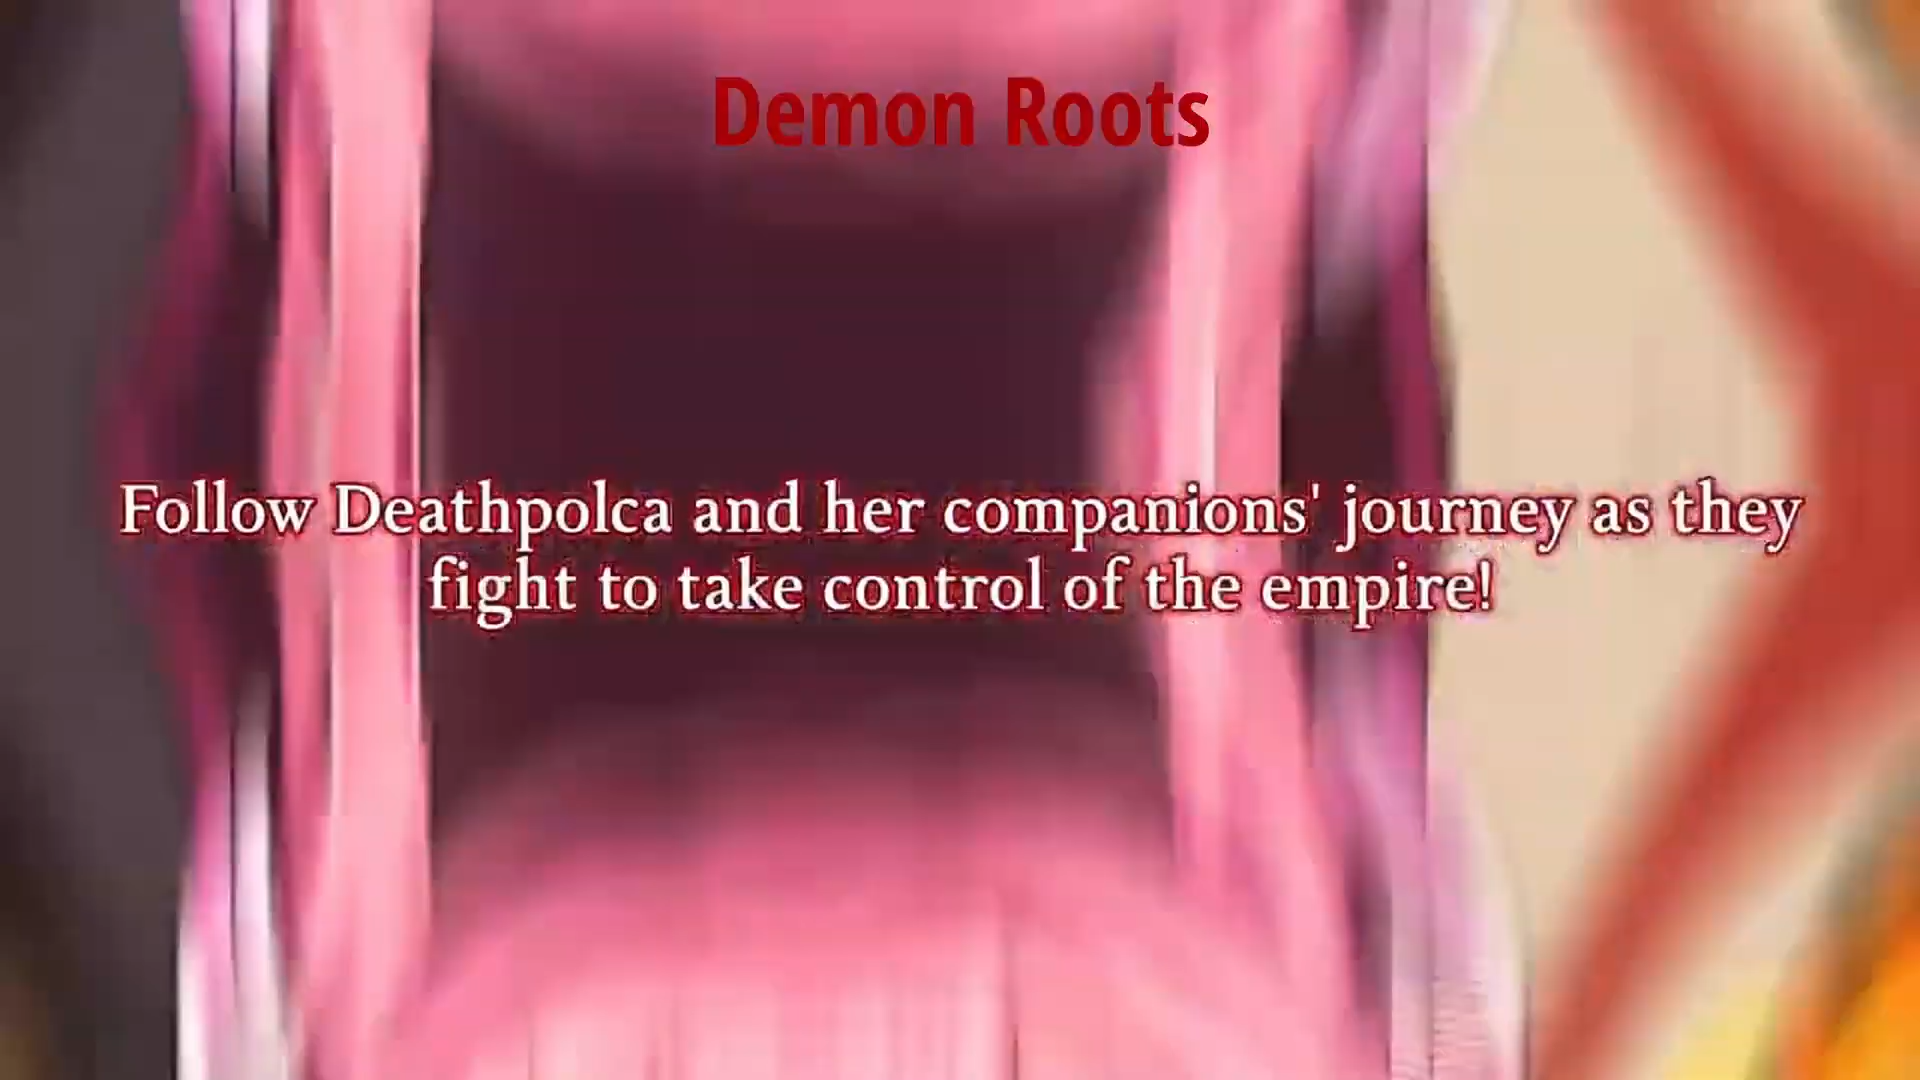 Demon Roots
Follow Deathpolca and her companions' journey as they
fight to take control of the empire!